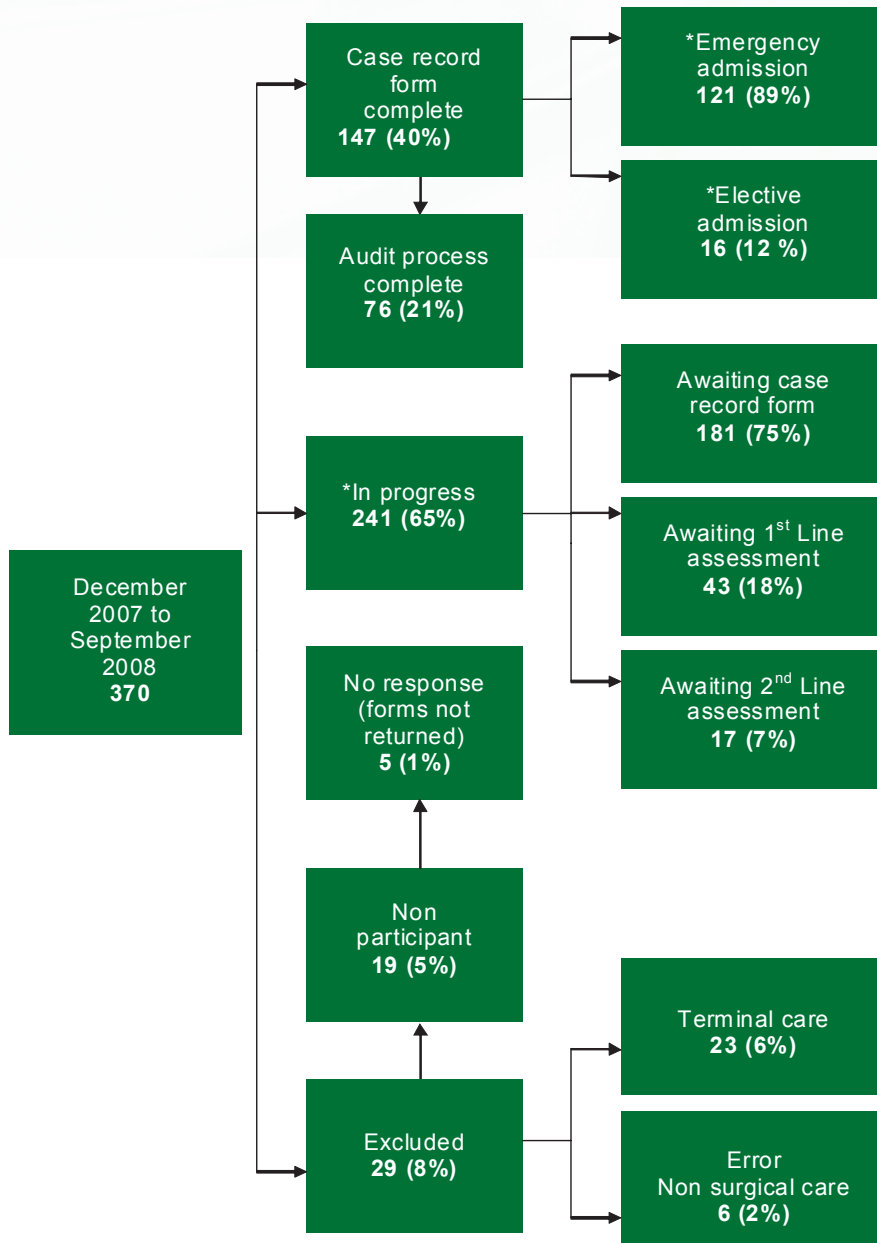 December
2007 to
September
2008
370
Case record
form
complete
147 (40%)
Audit process
complete
76 (21%)
*Emergency
admission
121 (89%)
*Elective
admission
16 (12 %)
*In progress
241 (65%)
Awaiting case
record form
181 (75%)
Awaiting 1st Line
assessment
43 (18%)
Awaiting 2nd Line
assessment
17 (7%)
No response
(forms not
returned)
5 (1%)
Non
participant
19 (5%)
Excluded
29 (8%)
Terminal care
23 (6%)
Error
Non surgical care
6 (2%)